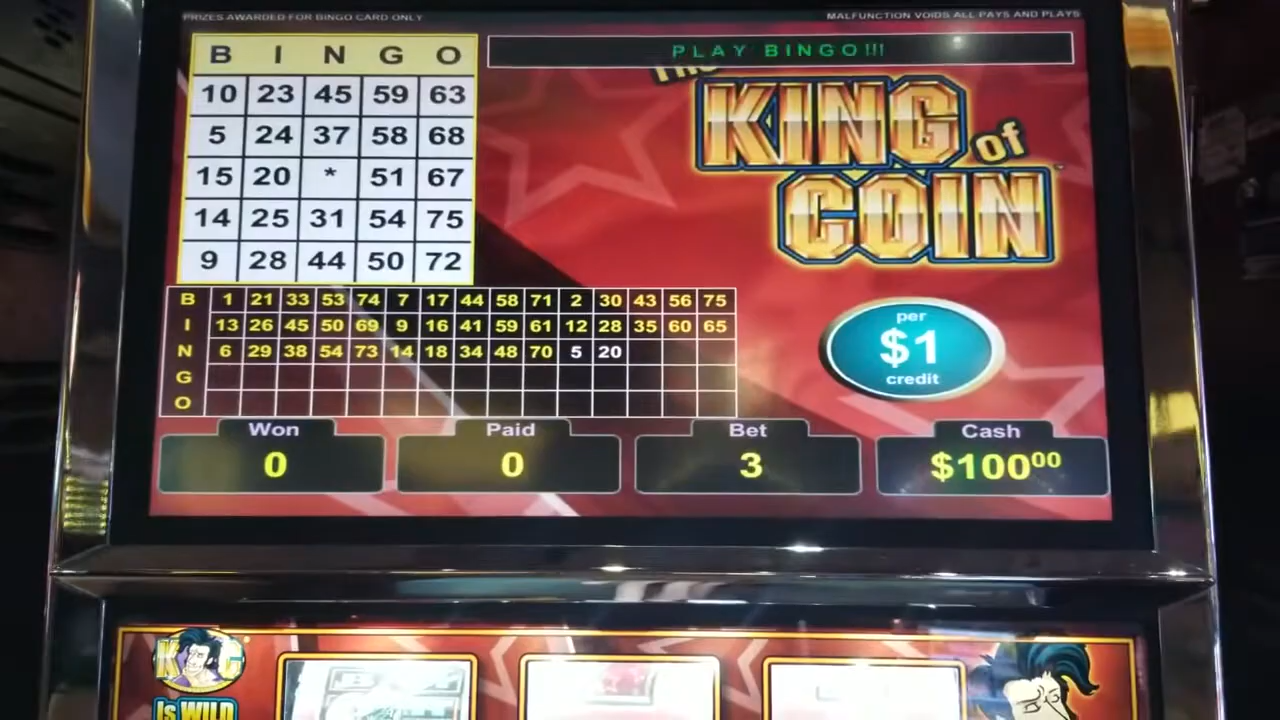 PRIZES AWARDED FOR BINGO CARD ONLY
MALFUNCTION VOIDS ALL PAYS AND PLAYS
B I N G O
10 23 45 59 63
5 24 37 58 68
15 20 * 51 67
14 25 31 54 75
9 28 44 50 72
PLAY BINGO!!!
The
KING of
COIN
B 1 21 33 53 74 7 17 44 58 71 2 30 43 56 75
I 13 26 45 50 69 9 16 41 59 61 12 28 35 60 65
N 6 29 38 54 73 14 18 34 48 70 5 20
G
O
per
$1
credit
Won
0
Paid
0
Bet
3
Cash
$10000
K C
Is WILD